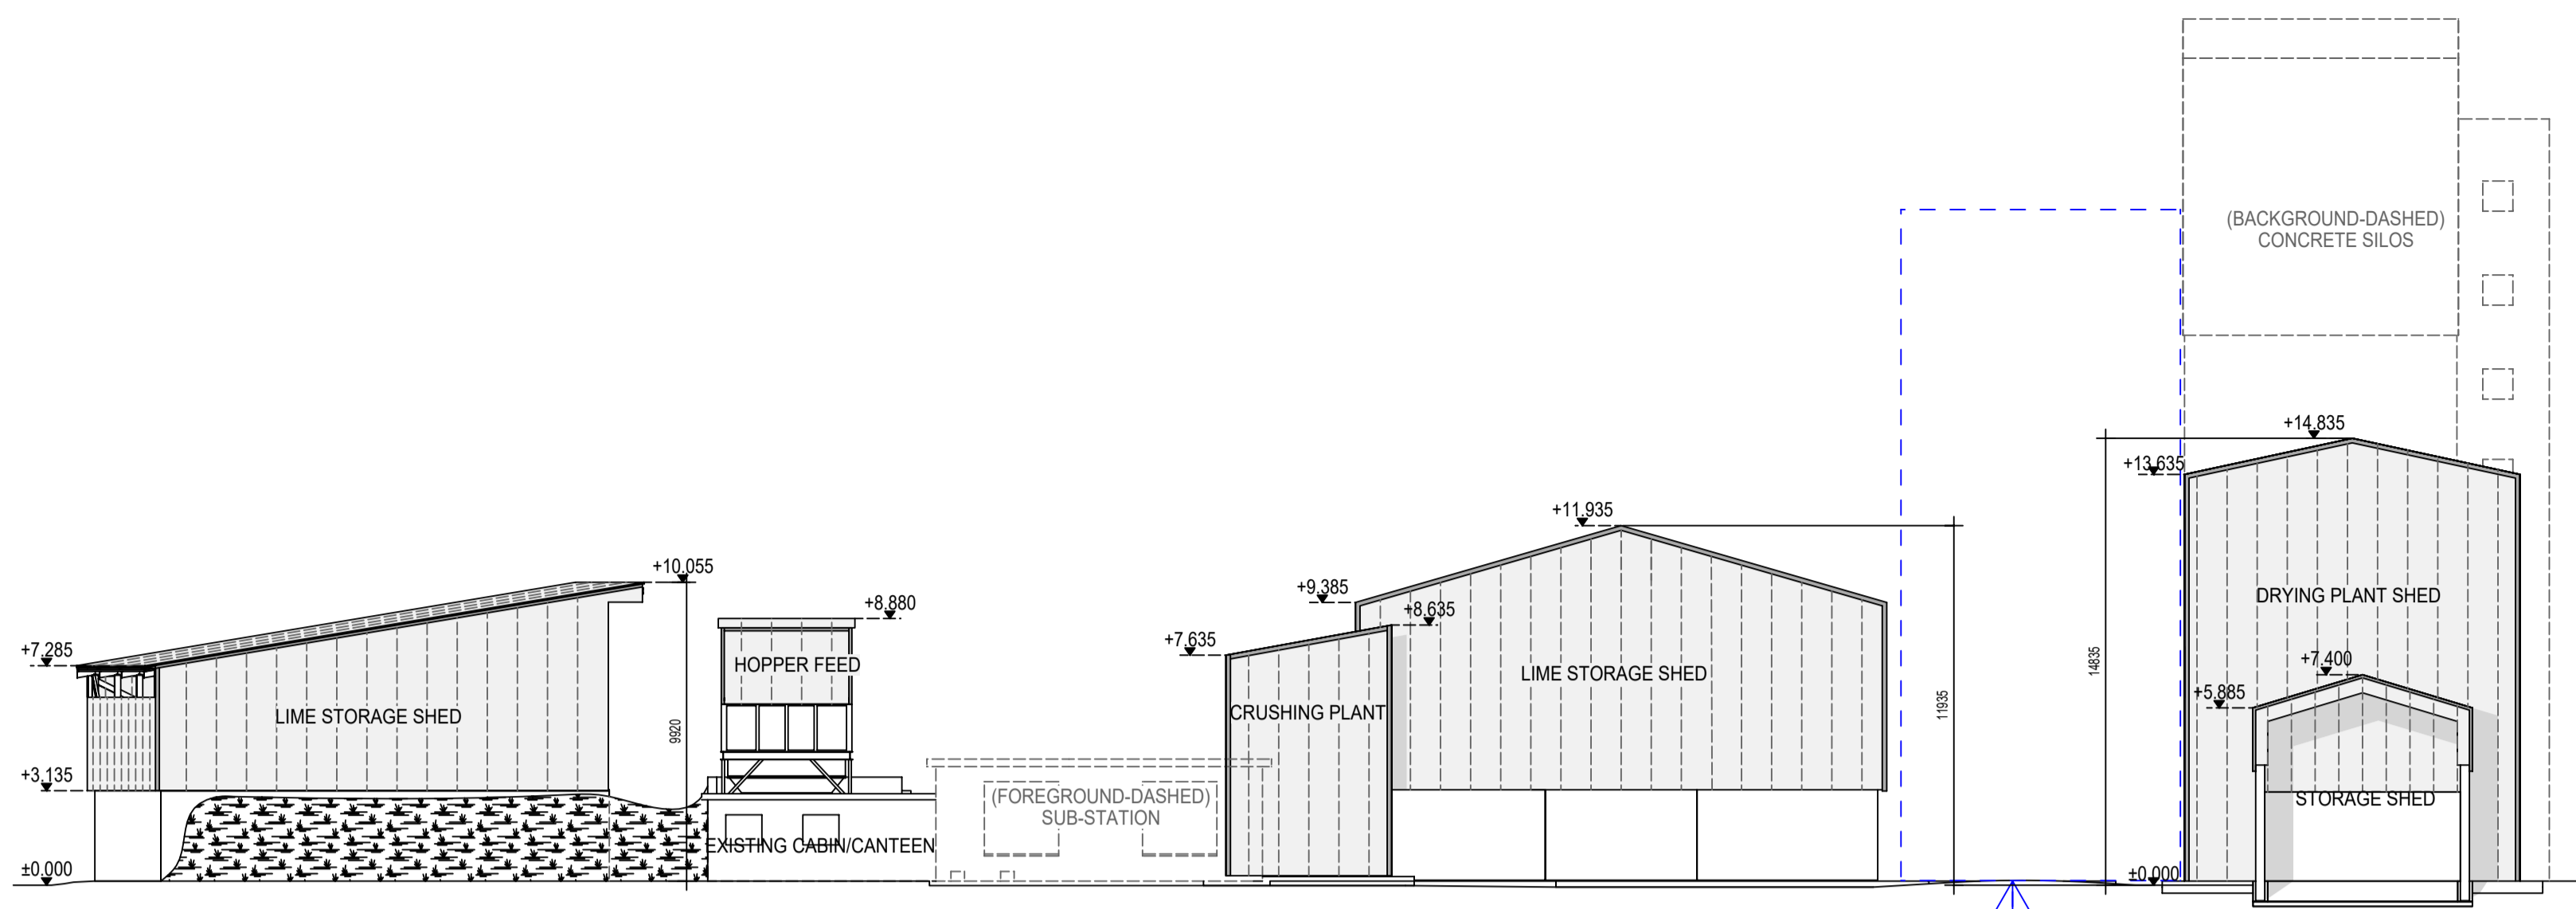 (BACKGROUND-DASHED)
CONCRETE SILOS
+14.835
+13.635
+11.935
+10.055
+9.385
+8.880
+8.635
+7.635
+7.285
HOPPER FEED
LIME STORAGE SHED
CRUSHING PLANT
LIME STORAGE SHED
DRYING PLANT SHED
+7.400
+5.885
9920
11935
14835
+3.135
(FOREGROUND-DASHED)
SUB-STATION
STORAGE SHED
EXISTING CABIN/CANTEEN
±0.000
±0.000